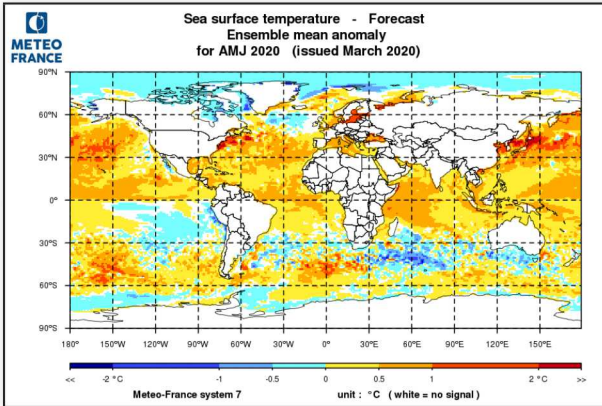 METEO
FRANCE
Sea surface temperature - Forecast
Ensemble mean anomaly
for AMJ 2020 (issued March 2020)
90°N
60°N
30°N
0°
30°S
60°S
90°S
180° 150°W 120°W 90°W 60°W 30°W 0° 30°E 60°E 90°E 120°E 150°E
<< -2 °C -1 -0.5 0 0.5 1 2 °C >>
Meteo-France system 7 unit : °C ( white = no signal )